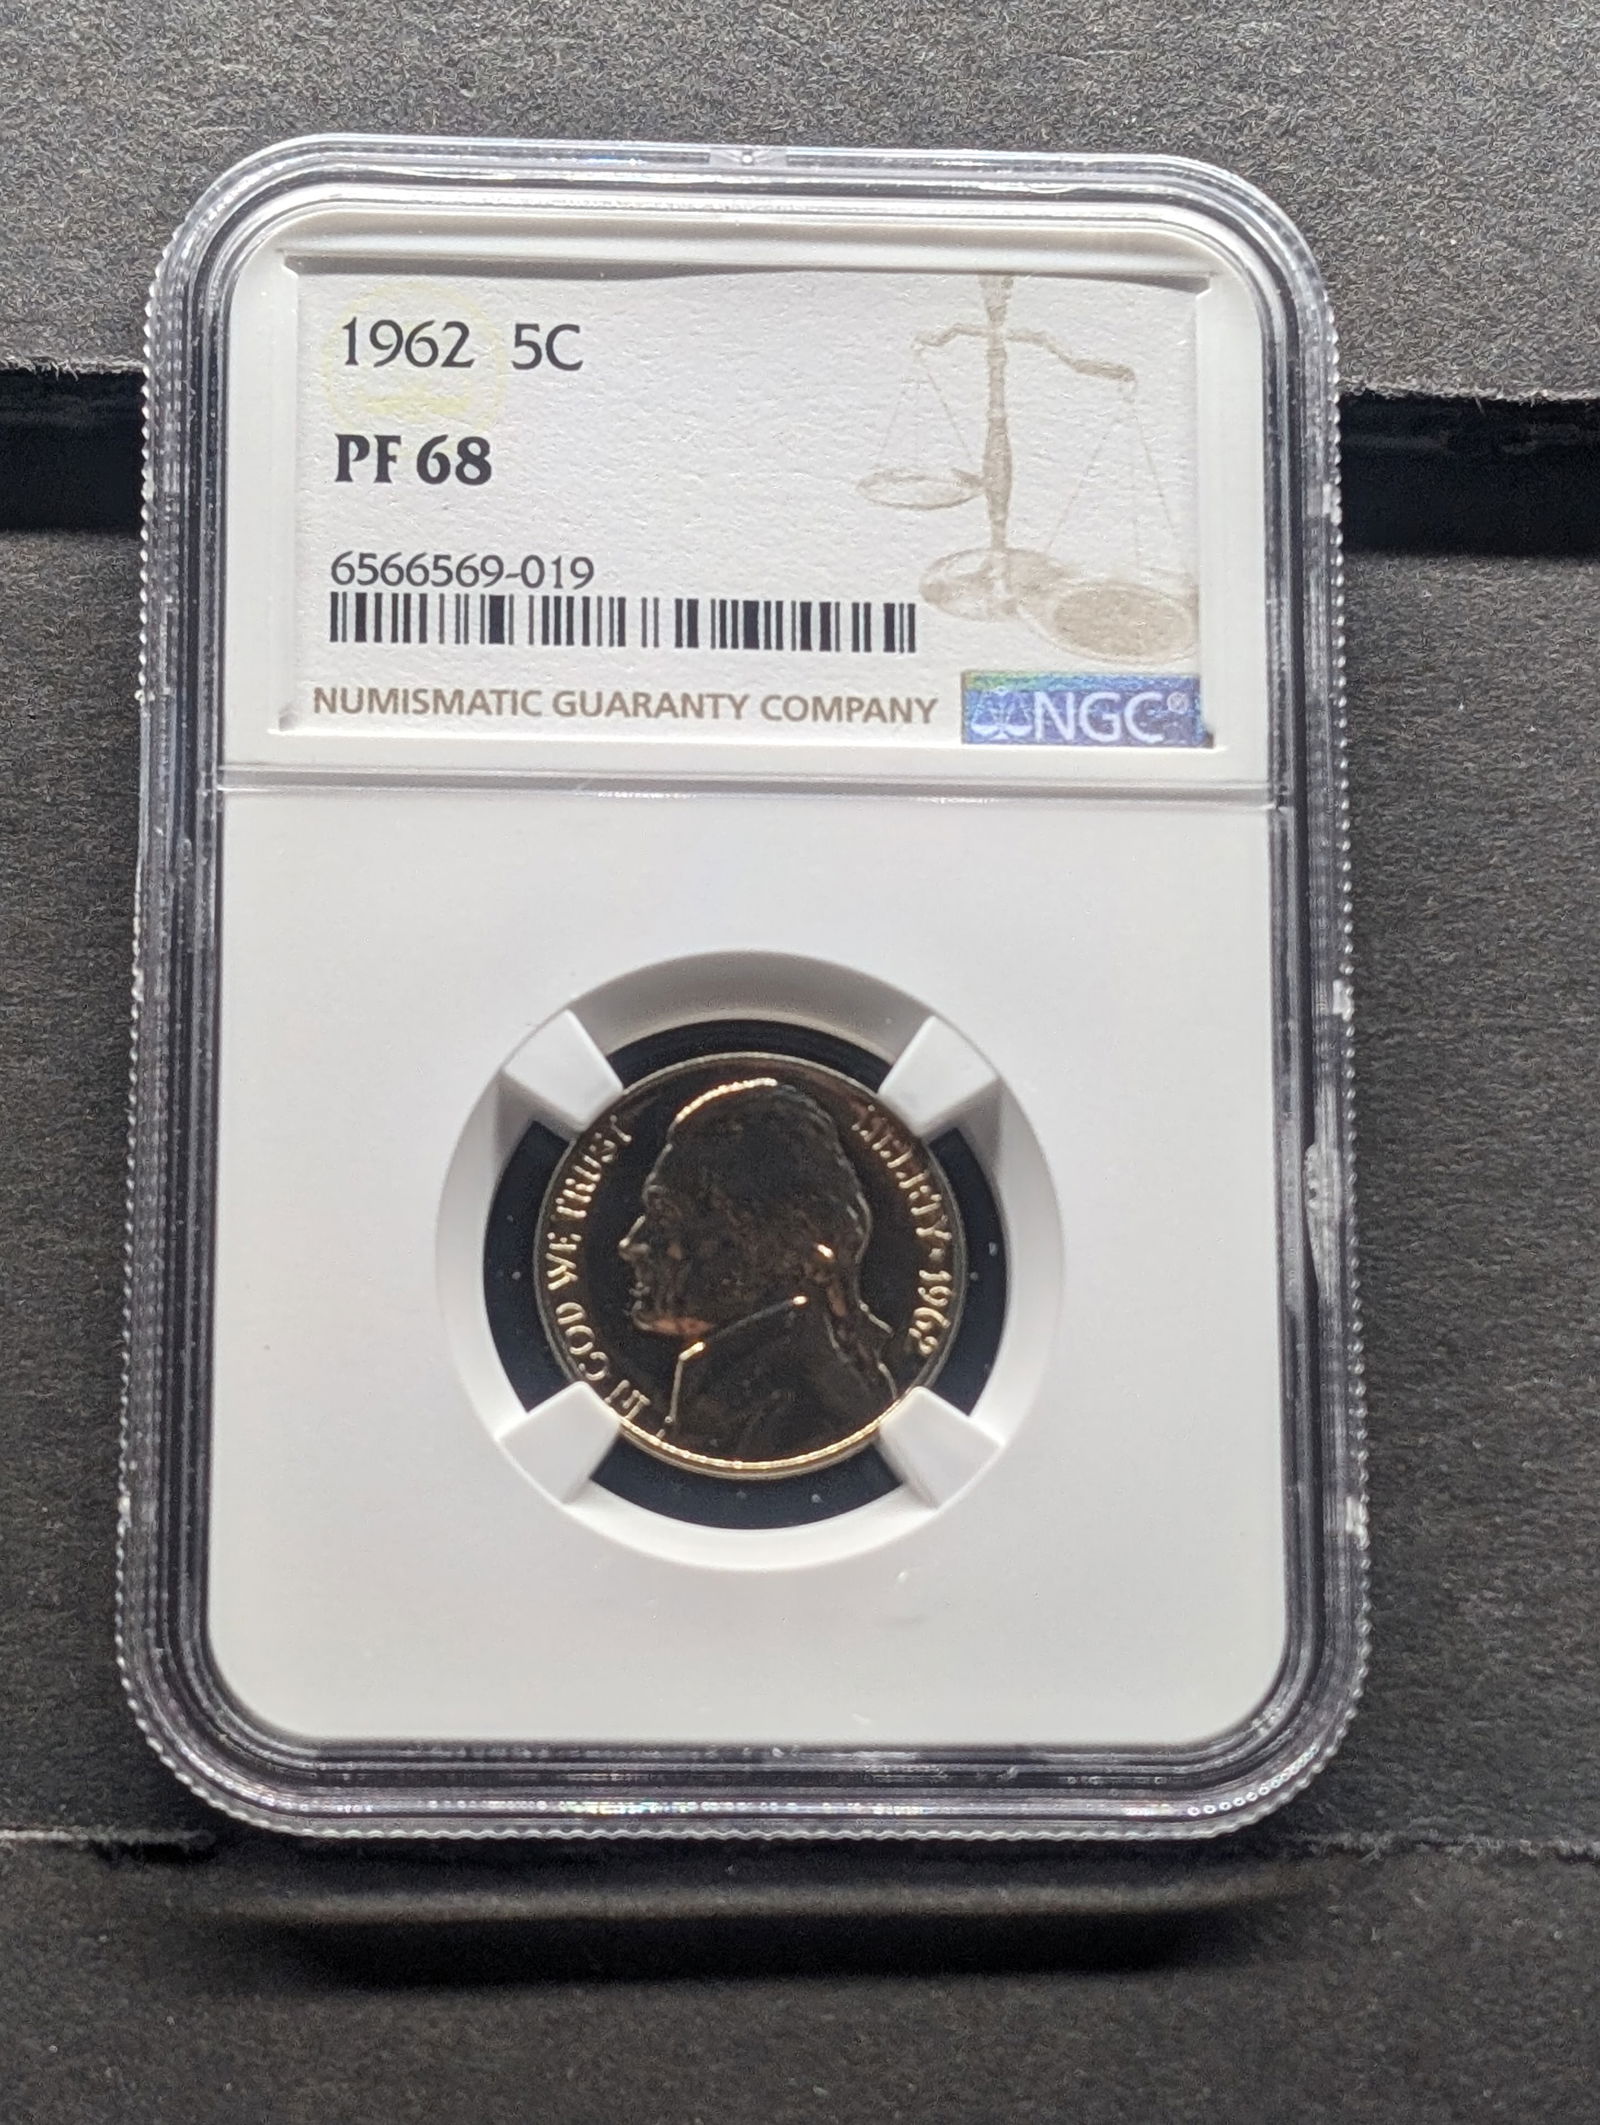 1962 5C
PF 68
6566569-019
NUMISMATIC GUARANTY COMPANY
NGC®
IN GOD WE TRUST
LIBERTY · 1962